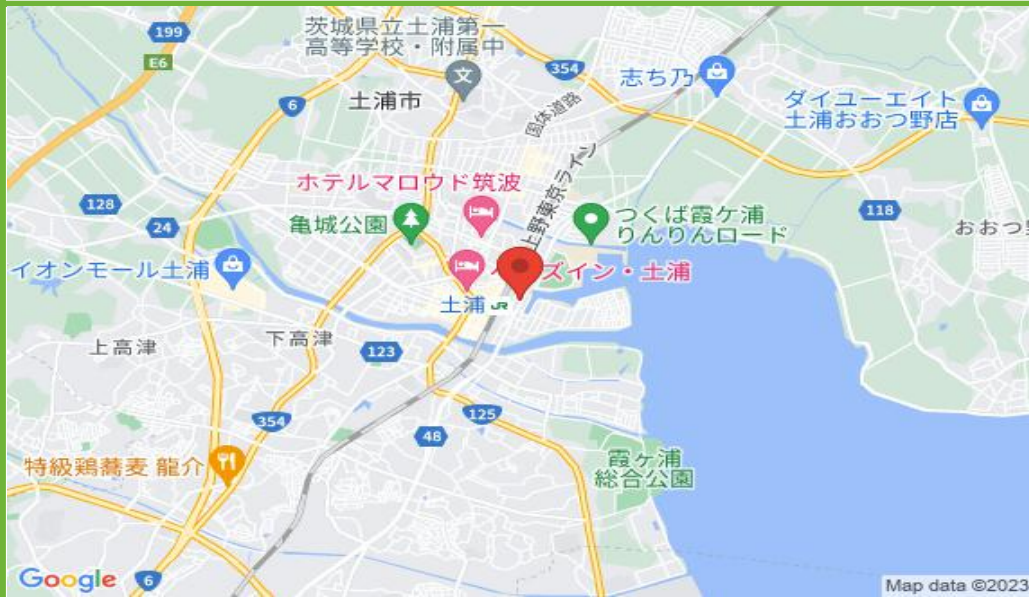 199
茨城県立土浦第一
高等学校・附属中
E6
文
354
志ち乃
6
土浦市
国体道路
ダイユーエイト
土浦おおつ野店
上野東京ライン
ホテルマロウド筑波
128
亀城公園
24
つくば霞ケ浦
りんりんロード
118
おおつ
イオンモール土浦
ズイン・土浦
土浦 JR
上高津
下高津
123
354
125
48
特級鶏蕎麦 龍介
霞ヶ浦
総合公園
Google
6
Map data ©2023